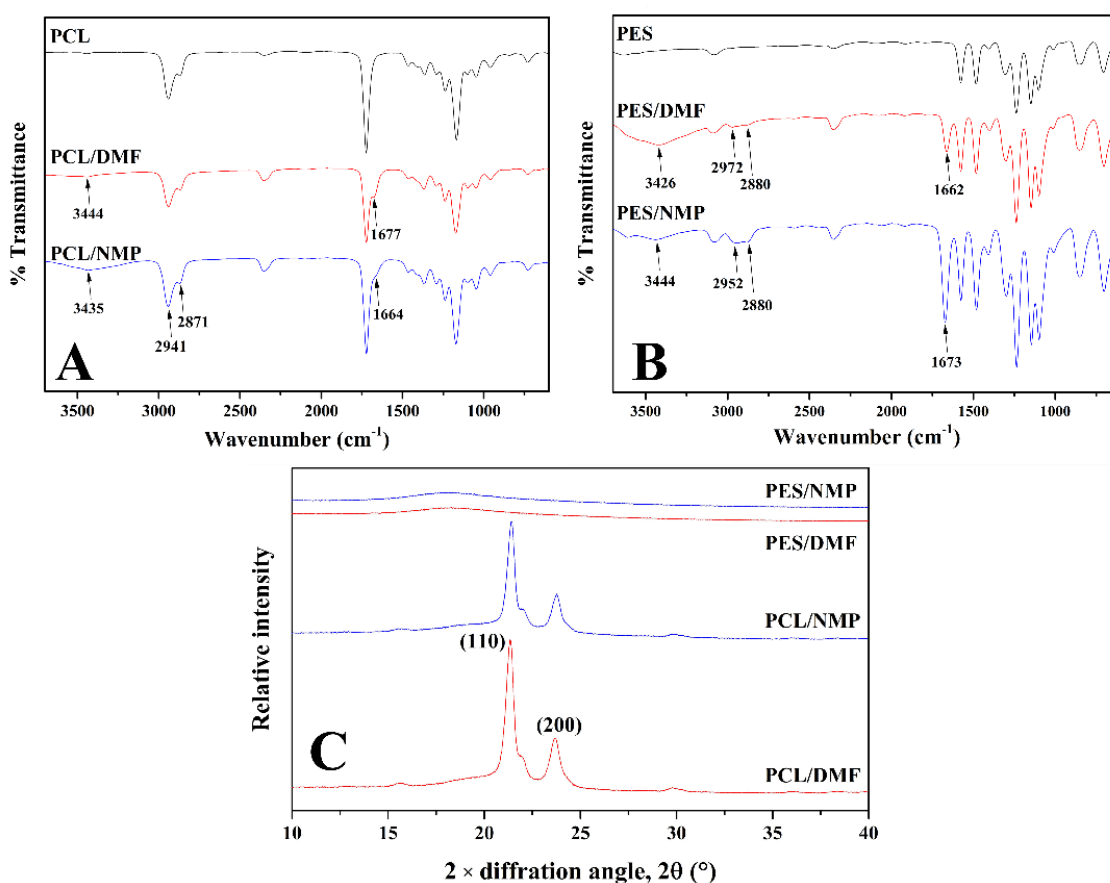 PCL
PCL/DMF
3444
1677
PCL/NMP
3435
2871
1664
2941
A
% Transmittance
3500 3000 2500 2000 1500 1000
Wavenumber (cm⁻¹)
PES
PES/DMF
3426
2972
2880
1662
PES/NMP
3444
2952
2880
1673
B
% Transmittance
3500 3000 2500 2000 1500 1000
Wavenumber (cm⁻¹)
PES/NMP
PES/DMF
PCL/NMP
(110)
(200)
PCL/DMF
C
Relative intensity
10 15 20 25 30 35 40
2 × diffration angle, 2θ (°)